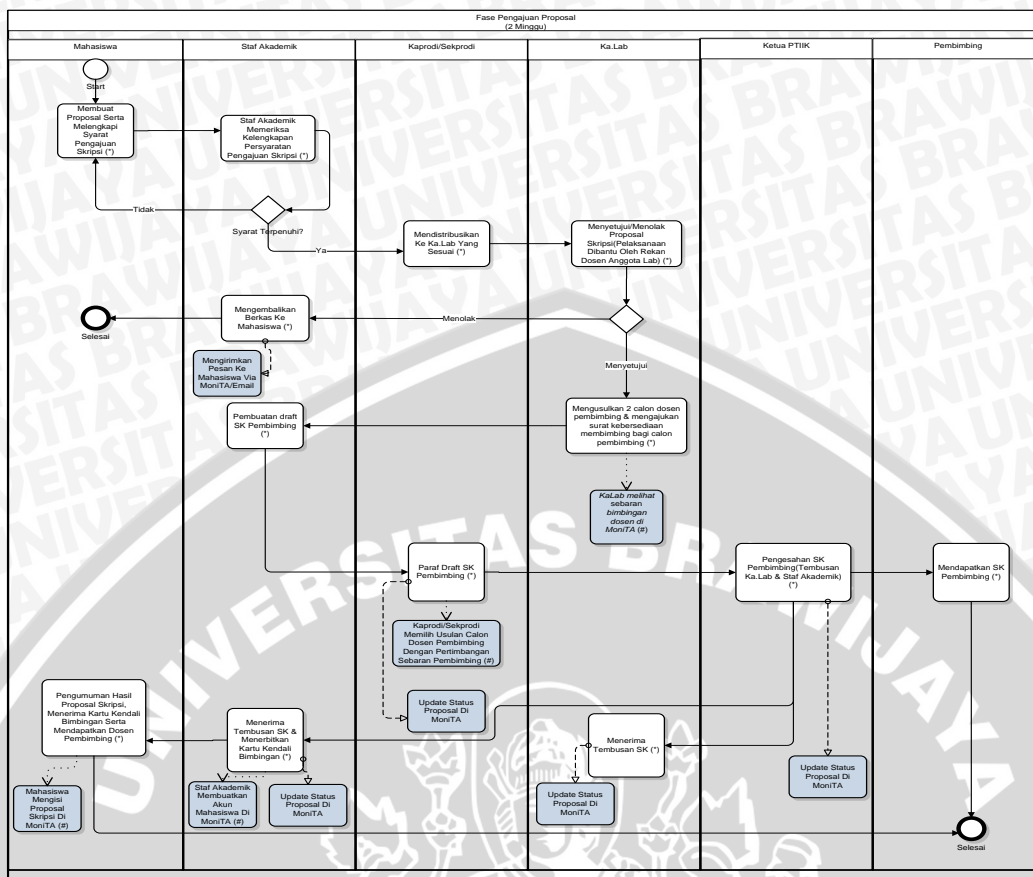 Fase Pengajuan Proposal
(2 Minggu)
Mahasiswa
Staf Akademik
Kaprodi/Sekprodi
Ka.Lab
Ketua PTIIK
Pembimbing
Start
Membuat
Proposal Serta
Melengkapi
Syarat
Pengajuan
Skripsi (*)
Staf Akademik
Memeriksa
Kelengkapan
Persyaratan
Pengajuan Skripsi (*)
Tidak
Syarat Terpenuhi?
Ya
Mendistribusikan
Ke Ka.Lab Yang
Sesuai (*)
Menyetujui/Menolak
Proposal
Skripsi(Pelaksanaan
Dibantu Oleh Rekan
Dosen Anggota Lab) (*)
Selesai
Mengembalikan
Berkas Ke
Mahasiswa (*)
Menolak
Menyetujui
Mengirimkan
Pesan Ke
Mahasiswa Via
MoniTA/Email
Pembuatan draft
SK Pembimbing
(*)
Mengusulkan 2 calon dosen
pembimbing & mengajukan
surat kebersediaan
membimbing bagi calon
pembimbing (*)
KaLab melihat
sebaran
bimbingan
dosen di
MoniTA (#)
Paraf Draft SK
Pembimbing (*)
Pengesahan SK
Pembimbing(Tembusan
Ka.Lab & Staf Akademik)
(*)
Mendapatkan SK
Pembimbing (*)
Kaprodi/Sekprodi
Memilih Usulan Calon
Dosen Pembimbing
Dengan Pertimbangan
Sebaran Pembimbing (#)
Update Status
Proposal Di
MoniTA
Pengumuman Hasil
Proposal Skripsi,
Menerima Kartu Kendali
Bimbingan Serta
Mendapatkan Dosen
Pembimbing (*)
Menerima
Tembusan SK &
Menerbitkan
Kartu Kendali
Bimbingan (*)
Menerima
Tembusan SK (*)
Update Status
Proposal Di
MoniTA
Mahasiswa
Mengisi
Proposal
Skripsi Di
MoniTA (#)
Staf Akademik
Membuatkan
Akun
Mahasiswa Di
MoniTA (#)
Update Status
Proposal Di
MoniTA
Update Status
Proposal Di
MoniTA
Selesai
UNIVERSITAS BRAWIJAYA